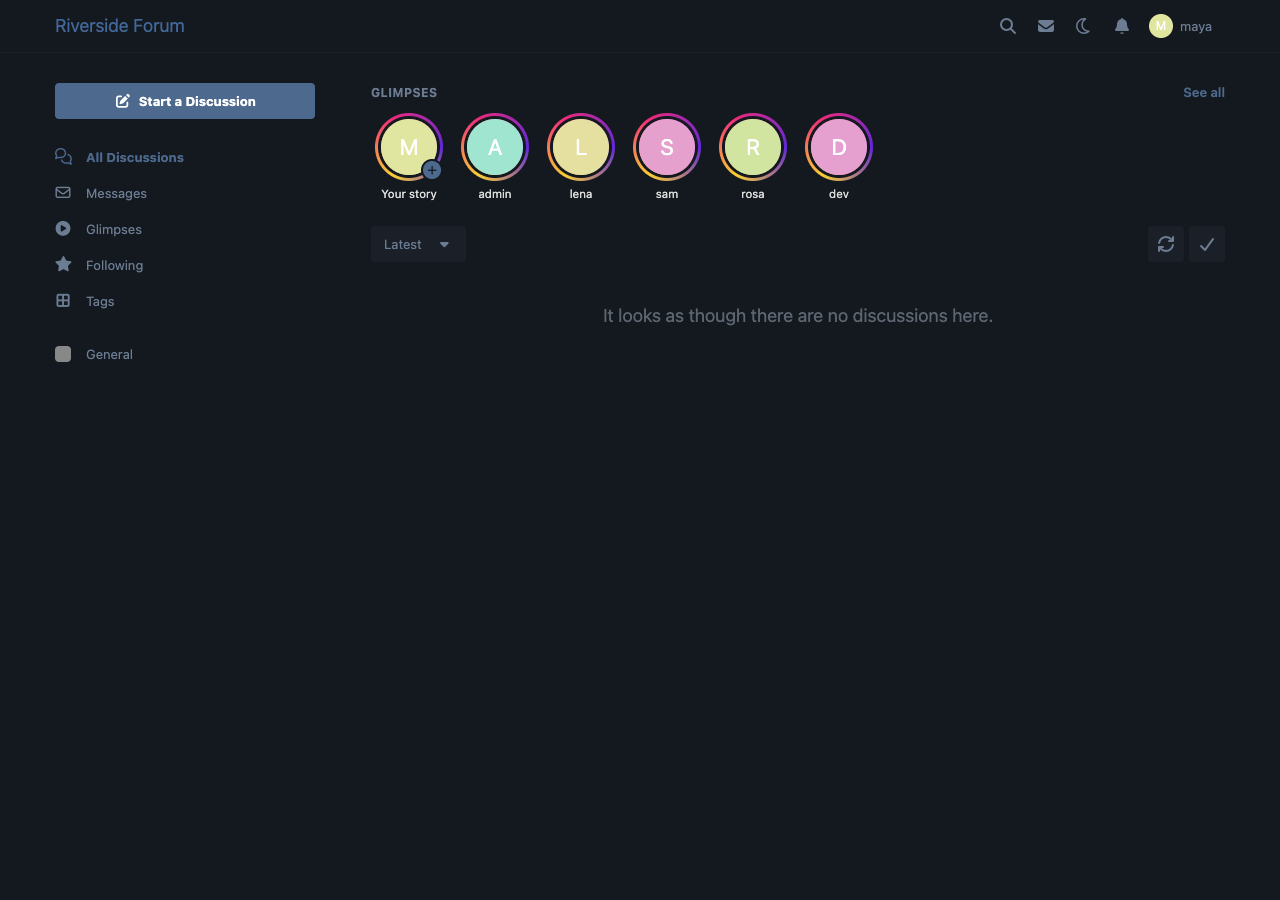 Riverside Forum
M maya
Start a Discussion
All Discussions
Messages
Glimpses
Following
Tags
General
GLIMPSES
See all
M A L S R D
Your story admin lena sam rosa dev
Latest
It looks as though there are no discussions here.